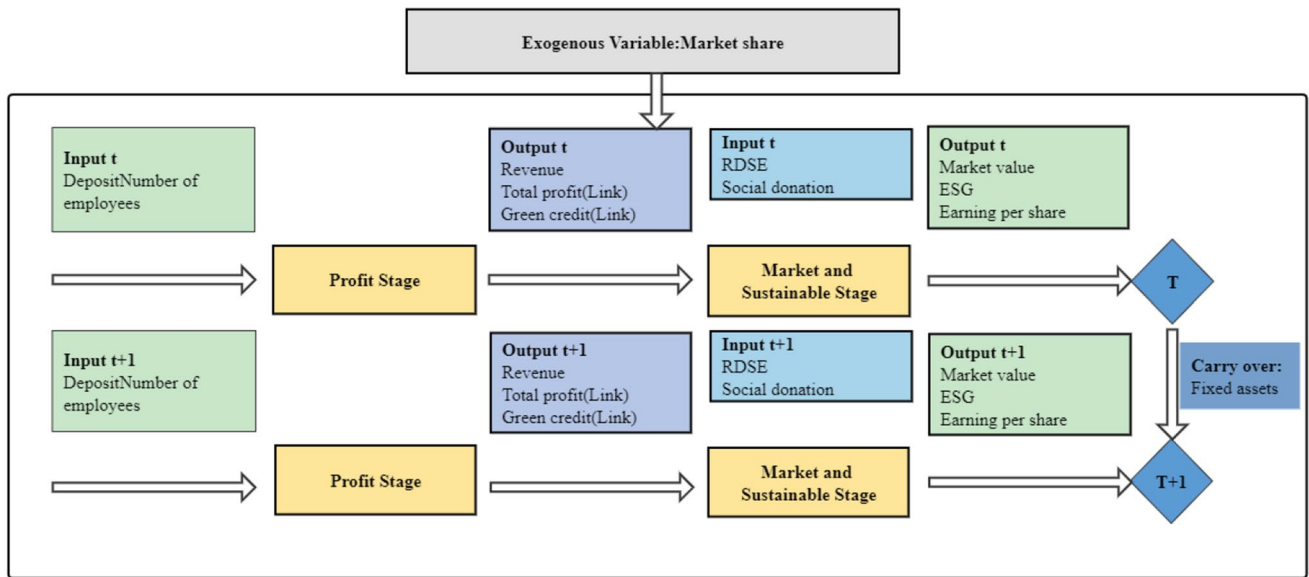 Exogenous Variable:Market share
Input t
DepositNumber of
employees
Output t
Revenue
Total profit(Link)
Green credit(Link)
Input t
RDSE
Social donation
Output t
Market value
ESG
Earning per share
Profit Stage
Market and
Sustainable Stage
T
Input t+1
DepositNumber of
employees
Output t+1
Revenue
Total profit(Link)
Green credit(Link)
Input t+1
RDSE
Social donation
Output t+1
Market value
ESG
Earning per share
Carry over:
Fixed assets
Profit Stage
Market and
Sustainable Stage
T+1